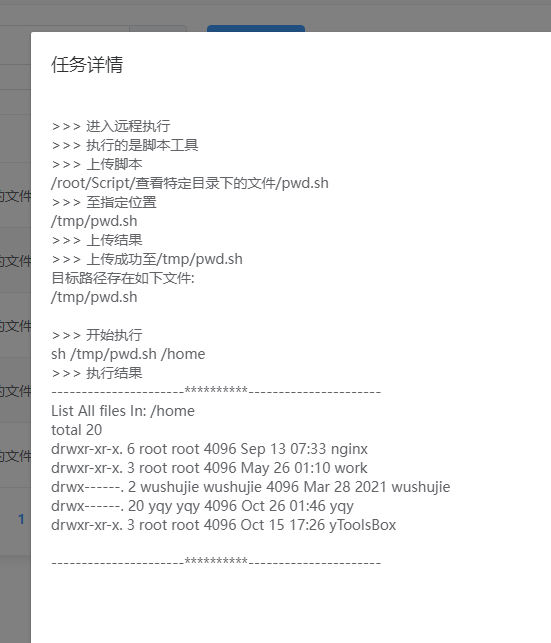 任务详情
>>> 进入远程执行
>>> 执行的是脚本工具
>>> 上传脚本
/root/Script/查看特定目录下的文件/pwd.sh
>>> 至指定位置
/tmp/pwd.sh
>>> 上传结果
>>> 上传成功至/tmp/pwd.sh
目标路径存在如下文件:
/tmp/pwd.sh
>>> 开始执行
sh /tmp/pwd.sh /home
>>> 执行结果
----------------------**********----------------------
List All files In: /home
total 20
drwxr-xr-x. 6 root root 4096 Sep 13 07:33 nginx
drwxr-xr-x. 3 root root 4096 May 26 01:10 work
drwx------. 2 wushujie wushujie 4096 Mar 28 2021 wushujie
drwx------. 20 yqy yqy 4096 Oct 26 01:46 yqy
drwxr-xr-x. 3 root root 4096 Oct 15 17:26 yToolsBox
----------------------**********----------------------
的文件
的文件
的文件
的文件
的文件
1